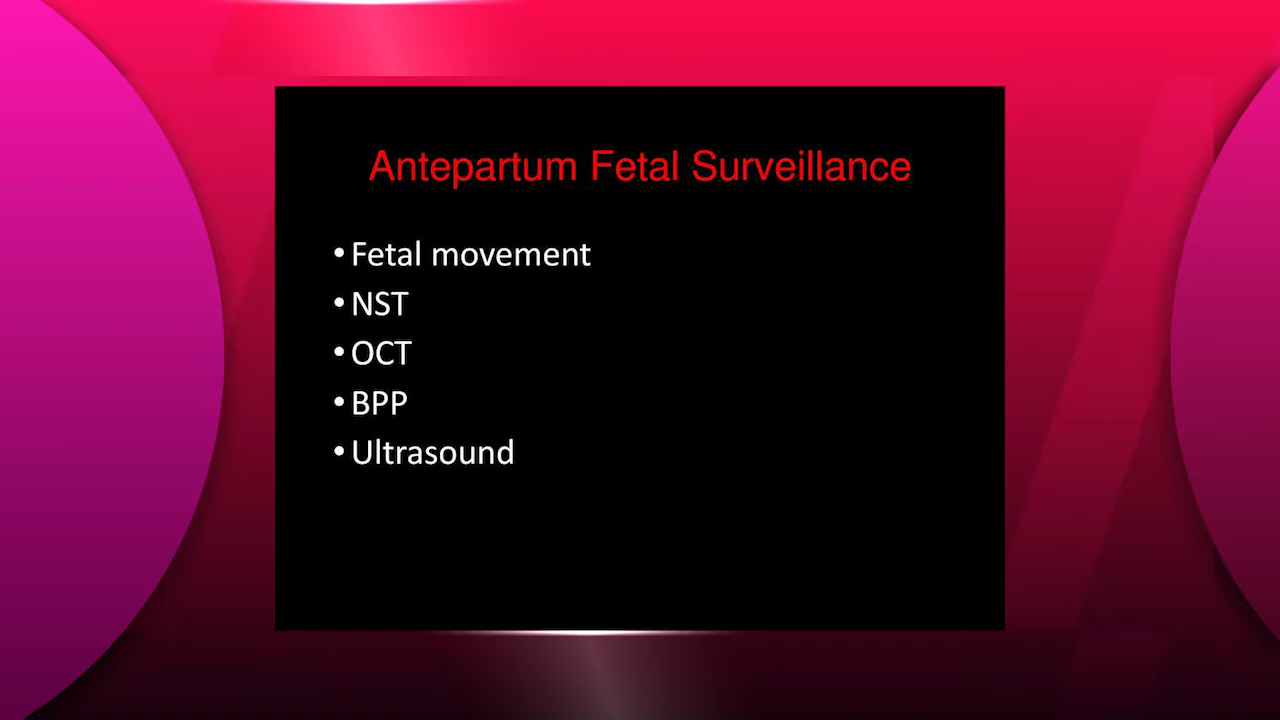 Antepartum Fetal Surveillance
• Fetal movement
• NST
• OCT
• BPP
• Ultrasound